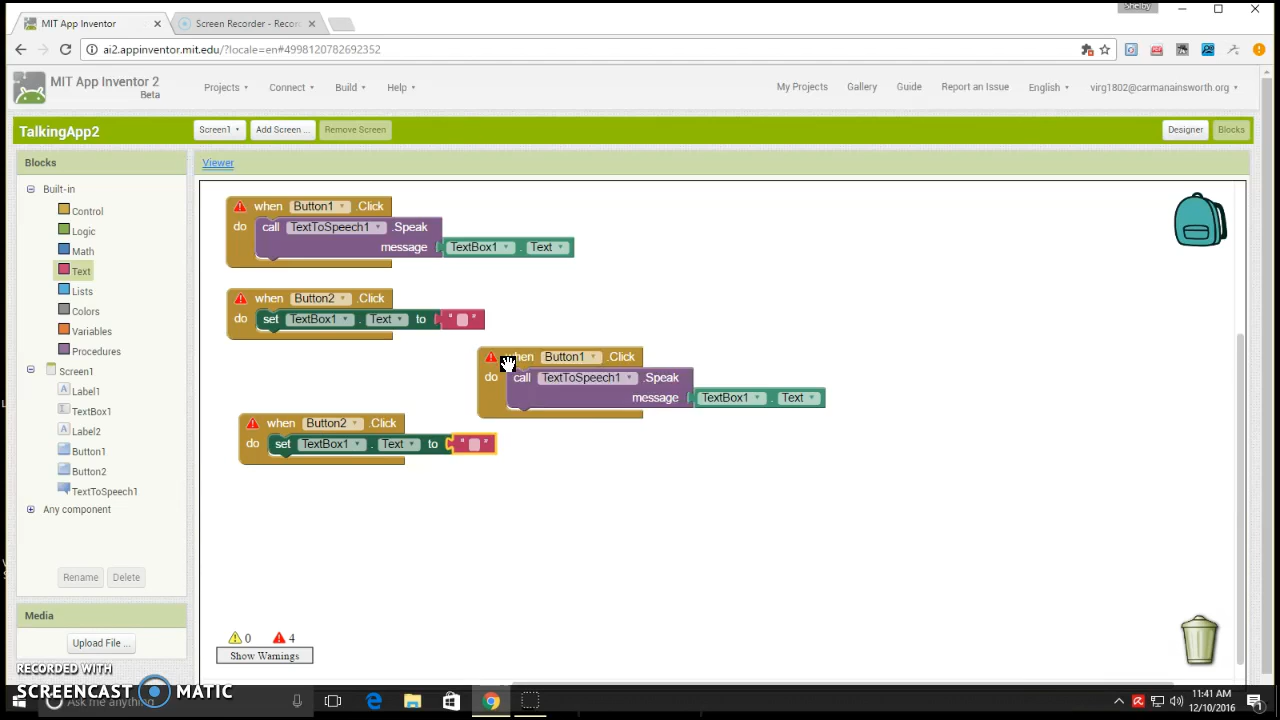 Shelby
MIT App Inventor
Screen Recorder - Reco
ai2.appinventor.mit.edu/?locale=en#4998120782692352
MIT App Inventor 2
Beta
Projects
Connect
Build
Help
My Projects
Gallery
Guide
Report an Issue
English
virg1802@carmanainsworth.org
TalkingApp2
Screen1
Add Screen ...
Remove Screen
Designer
Blocks
Blocks
Viewer
Built-in
Control
Logic
Math
Text
Lists
Colors
Variables
Procedures
Screen1
Label1
TextBox1
Label2
Button1
Button2
TextToSpeech1
Any component
Rename
Delete
Media
Upload File ...
when Button1 .Click
do call TextToSpeech1 .Speak
message TextBox1 . Text
when Button2 .Click
do set TextBox1 . Text to " "
when Button1 .Click
do call TextToSpeech1 .Speak
message TextBox1 . Text
when Button2 .Click
do set TextBox1 . Text to " "
0
4
Show Warnings
RECORDED WITH
SCREENCAST MATIC
Ask me anything
11:41 AM
12/10/2016